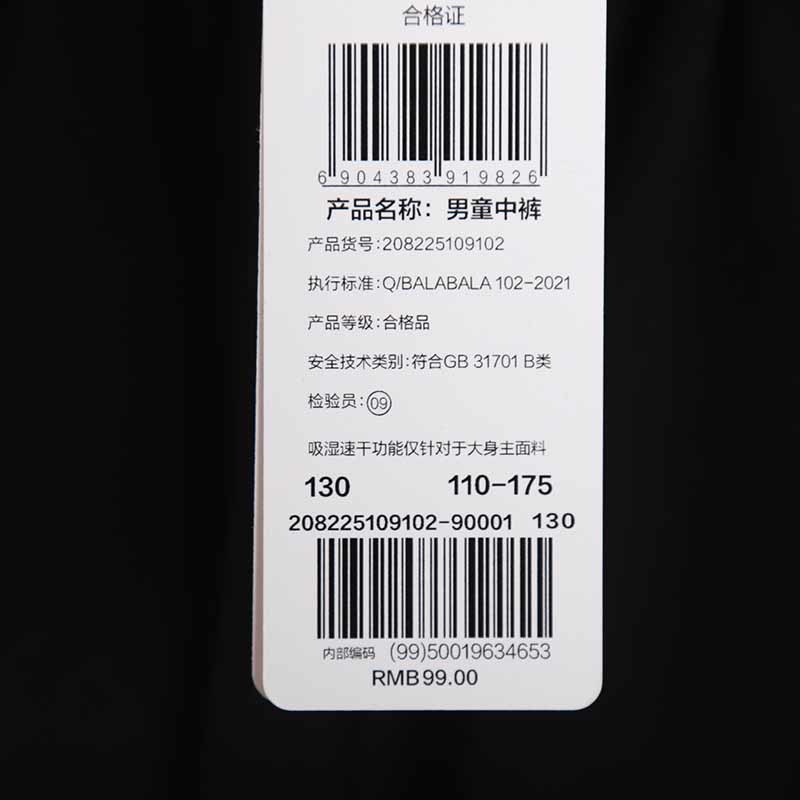 合格证
6 904383 919826
产品名称：男童中裤
产品货号:208225109102
执行标准:Q/BALABALA 102-2021
产品等级:合格品
安全技术类别:符合GB 31701 B类
检验员:09
吸湿速干功能仅针对于大身主面料
130 110-175
208225109102-90001 130
内部编码 (99)50019634653
RMB99.00